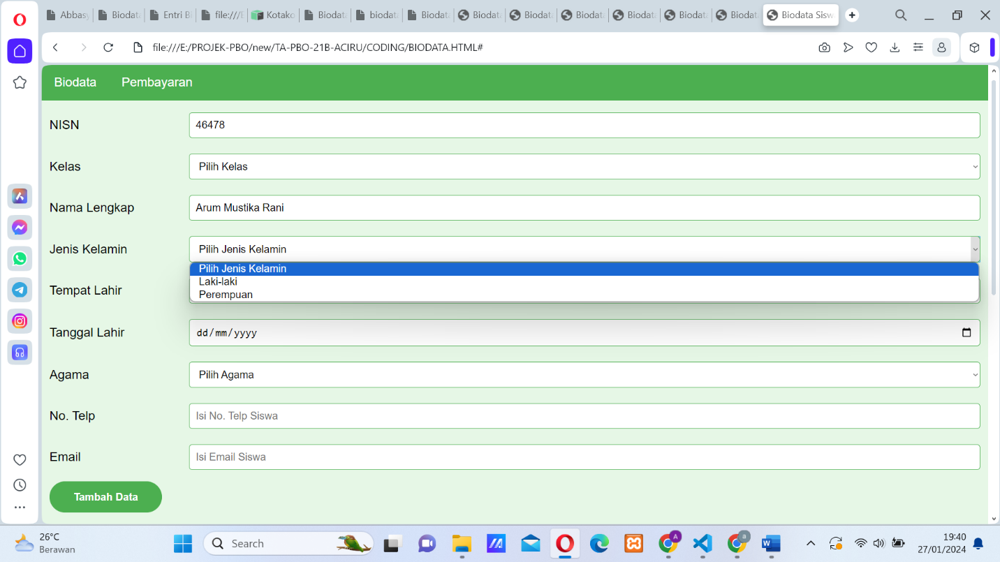 Abbasy
Biodat
Entri Bi
file:///E
Kotako
Biodat
biodat
Biodat
Biodat
Biodat
Biodat
Biodat
Biodat
Biodat
Biodata Sisw
file:///E:/PROJEK-PBO/new/TA-PBO-21B-ACIRU/CODING/BIODATA.HTML#
Biodata Pembayaran
NISN 46478
Kelas Pilih Kelas
Nama Lengkap Arum Mustika Rani
Jenis Kelamin Pilih Jenis Kelamin
Pilih Jenis Kelamin
Laki-laki
Tempat Lahir
Perempuan
Tanggal Lahir dd/mm/yyyy
Agama Pilih Agama
No. Telp Isi No. Telp Siswa
Email Isi Email Siswa
Tambah Data
26°C
Berawan
Search
19:40
27/01/2024